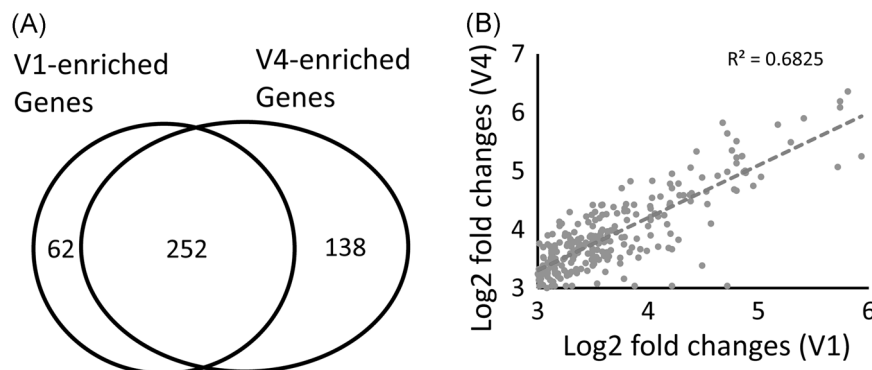 (A)
V1-enriched
Genes
V4-enriched
Genes
62
252
138
(B)
Log2 fold changes (V4)
7
6
5
4
3
R² = 0.6825
3 4 5 6
Log2 fold changes (V1)